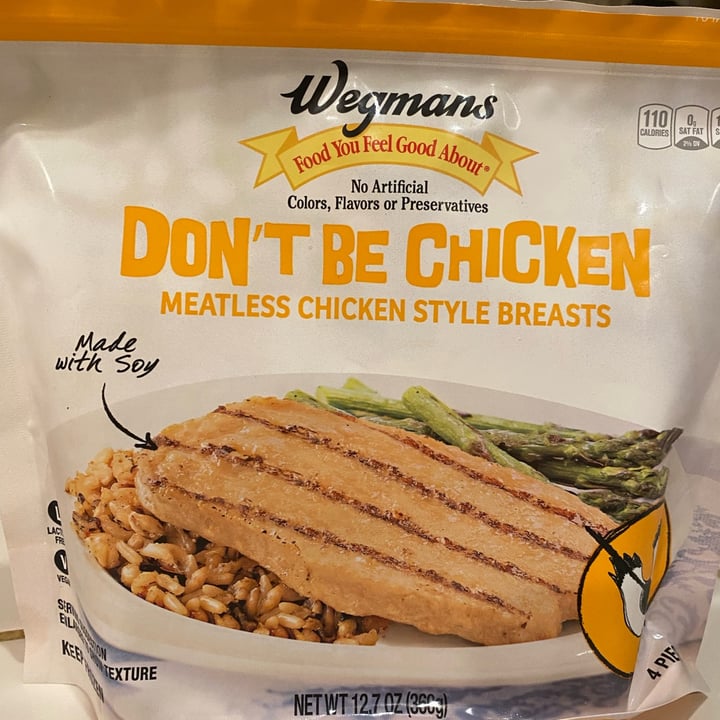 Wegmans
Food You Feel Good About®
No Artificial
Colors, Flavors or Preservatives
110
CALORIES
0g
SAT FAT
DON'T BE CHICKEN
MEATLESS CHICKEN STYLE BREASTS
Made
with Soy
TEXTURE
4
NET WT 12.7 OZ (360g)